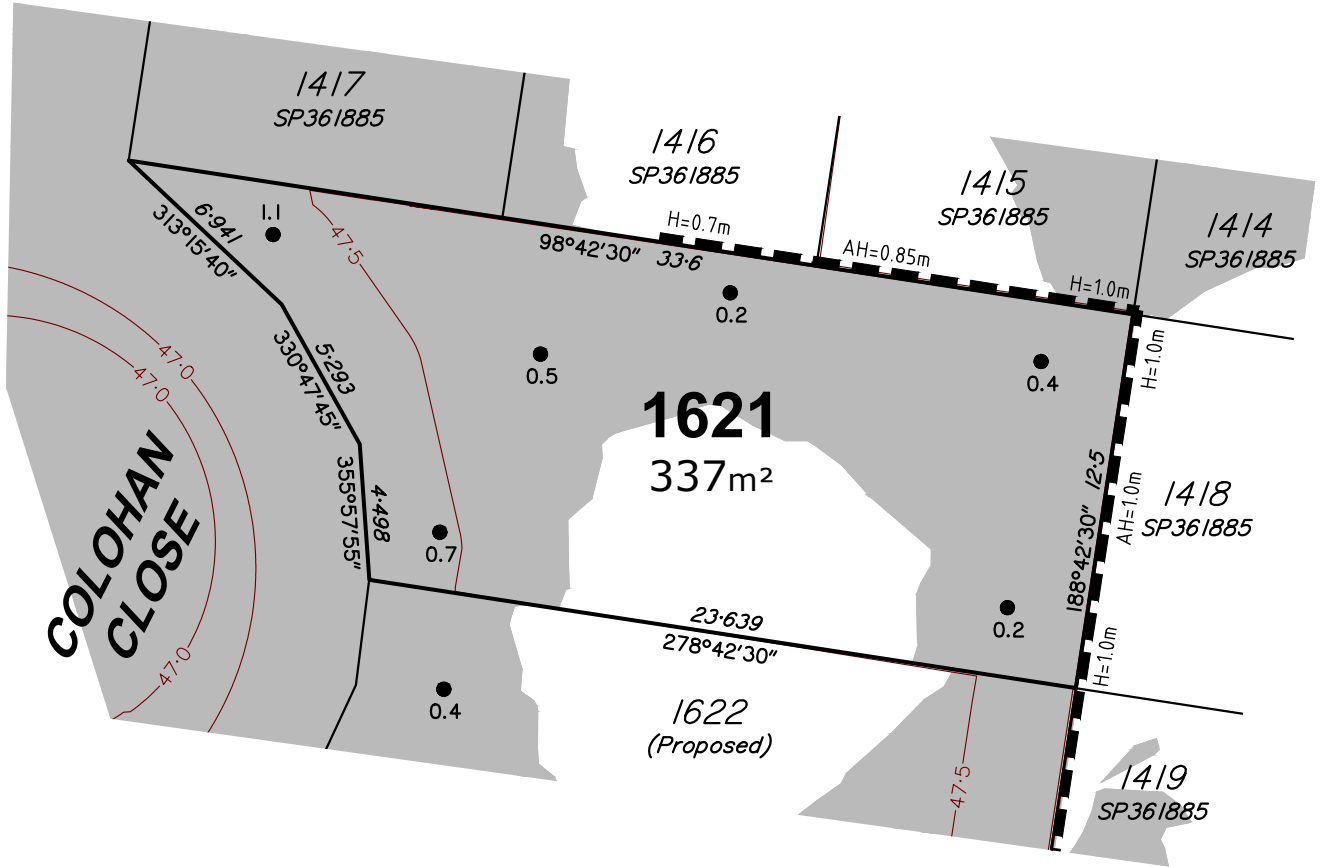 1417
SP361885
1416
SP361885
1415
SP361885
1414
SP361885
H=0.7m
AH=0.85m
H=1.0m
98°42'30" 33·6
6·941
313°15'40"
1.1
47·5
0.2
0.5
0.4
5·293
330°47'45"
47·0
47·0
H=1.0m
1621
337m²
4·498
355°57'55"
0.7
188°42'30" 12·5
AH=1.0m
1418
SP361885
COLOHAN
CLOSE
0.2
23·639
278°42'30"
H=1.0m
47·0
0.4
1622
(Proposed)
47·5
1419
SP361885